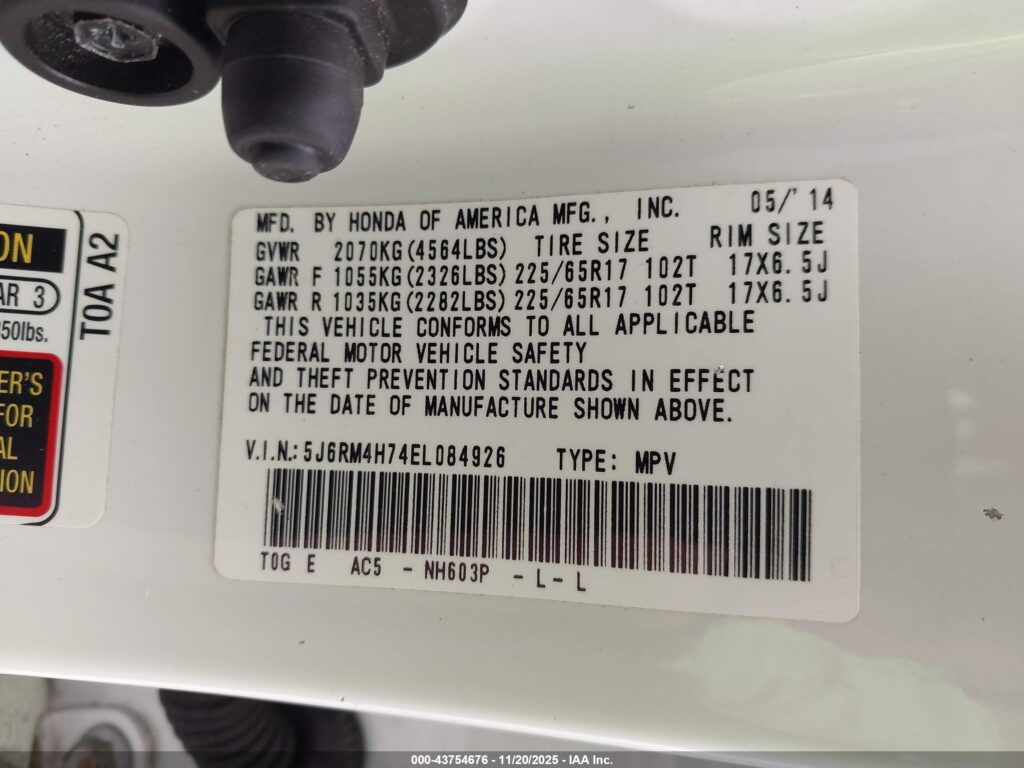 MFD. BY HONDA OF AMERICA MFG., INC. 05/'14
GVWR 2070KG(4564LBS) TIRE SIZE RIM SIZE
GAWR F 1055KG(2326LBS) 225/65R17 102T 17X6.5J
GAWR R 1035KG(2282LBS) 225/65R17 102T 17X6.5J
THIS VEHICLE CONFORMS TO ALL APPLICABLE
FEDERAL MOTOR VEHICLE SAFETY
AND THEFT PREVENTION STANDARDS IN EFFECT
ON THE DATE OF MANUFACTURE SHOWN ABOVE.
V.I.N.: 5J6RM4H74EL084926 TYPE: MPV
T0G E AC5 - NH603P - L - L
ON
AR 3
350lbs.
ER'S
FOR
AL
ION
T0A A2
000-43754676 - 11/20/2025 - IAA Inc.